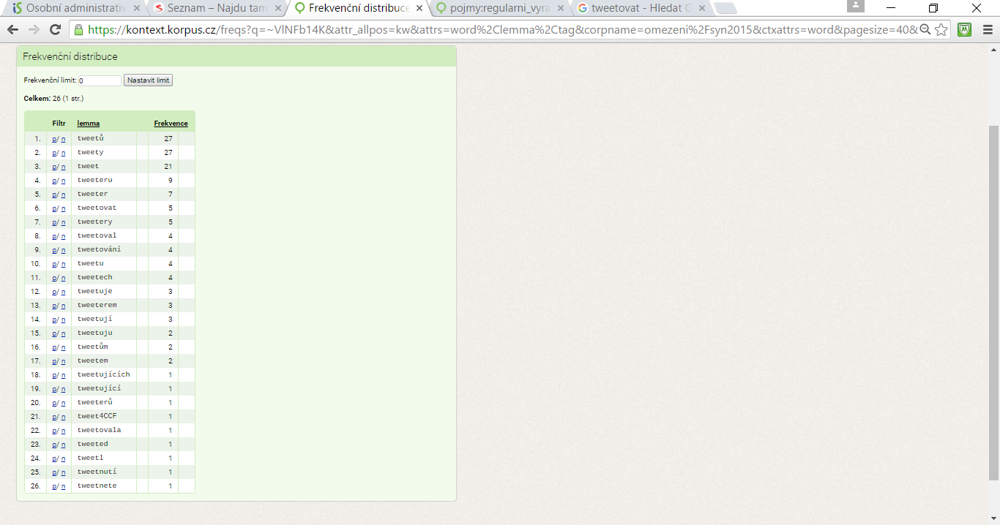 Osobní administrativ × Seznam – Najdu tam × Frekvenční distribuce × pojmy:regularni_vyra × tweetovat - Hledat G ×
https://kontext.korpus.cz/freqs?q=~VlNFb14K&attr_allpos=kw&attrs=word%2Clemma%2Ctag&corpname=omezeni%2Fsyn2015&ctxattrs=word&pagesize=40&
Frekvenční distribuce
Frekvenční limit: 0 Nastavit limit
Celkem: 26 (1 str.)
Filtr lemma Frekvence
1. p/ n tweetů 27
2. p/ n tweety 27
3. p/ n tweet 21
4. p/ n tweeteru 9
5. p/ n tweeter 7
6. p/ n tweetovat 5
7. p/ n tweetery 5
8. p/ n tweetoval 4
9. p/ n tweetování 4
10. p/ n tweetu 4
11. p/ n tweetech 4
12. p/ n tweetuje 3
13. p/ n tweeterem 3
14. p/ n tweetují 3
15. p/ n tweetuju 2
16. p/ n tweetům 2
17. p/ n tweetem 2
18. p/ n tweetujících 1
19. p/ n tweetující 1
20. p/ n tweeterů 1
21. p/ n tweet4CCF 1
22. p/ n tweetovala 1
23. p/ n tweeted 1
24. p/ n tweetl 1
25. p/ n tweetnutí 1
26. p/ n tweetnete 1